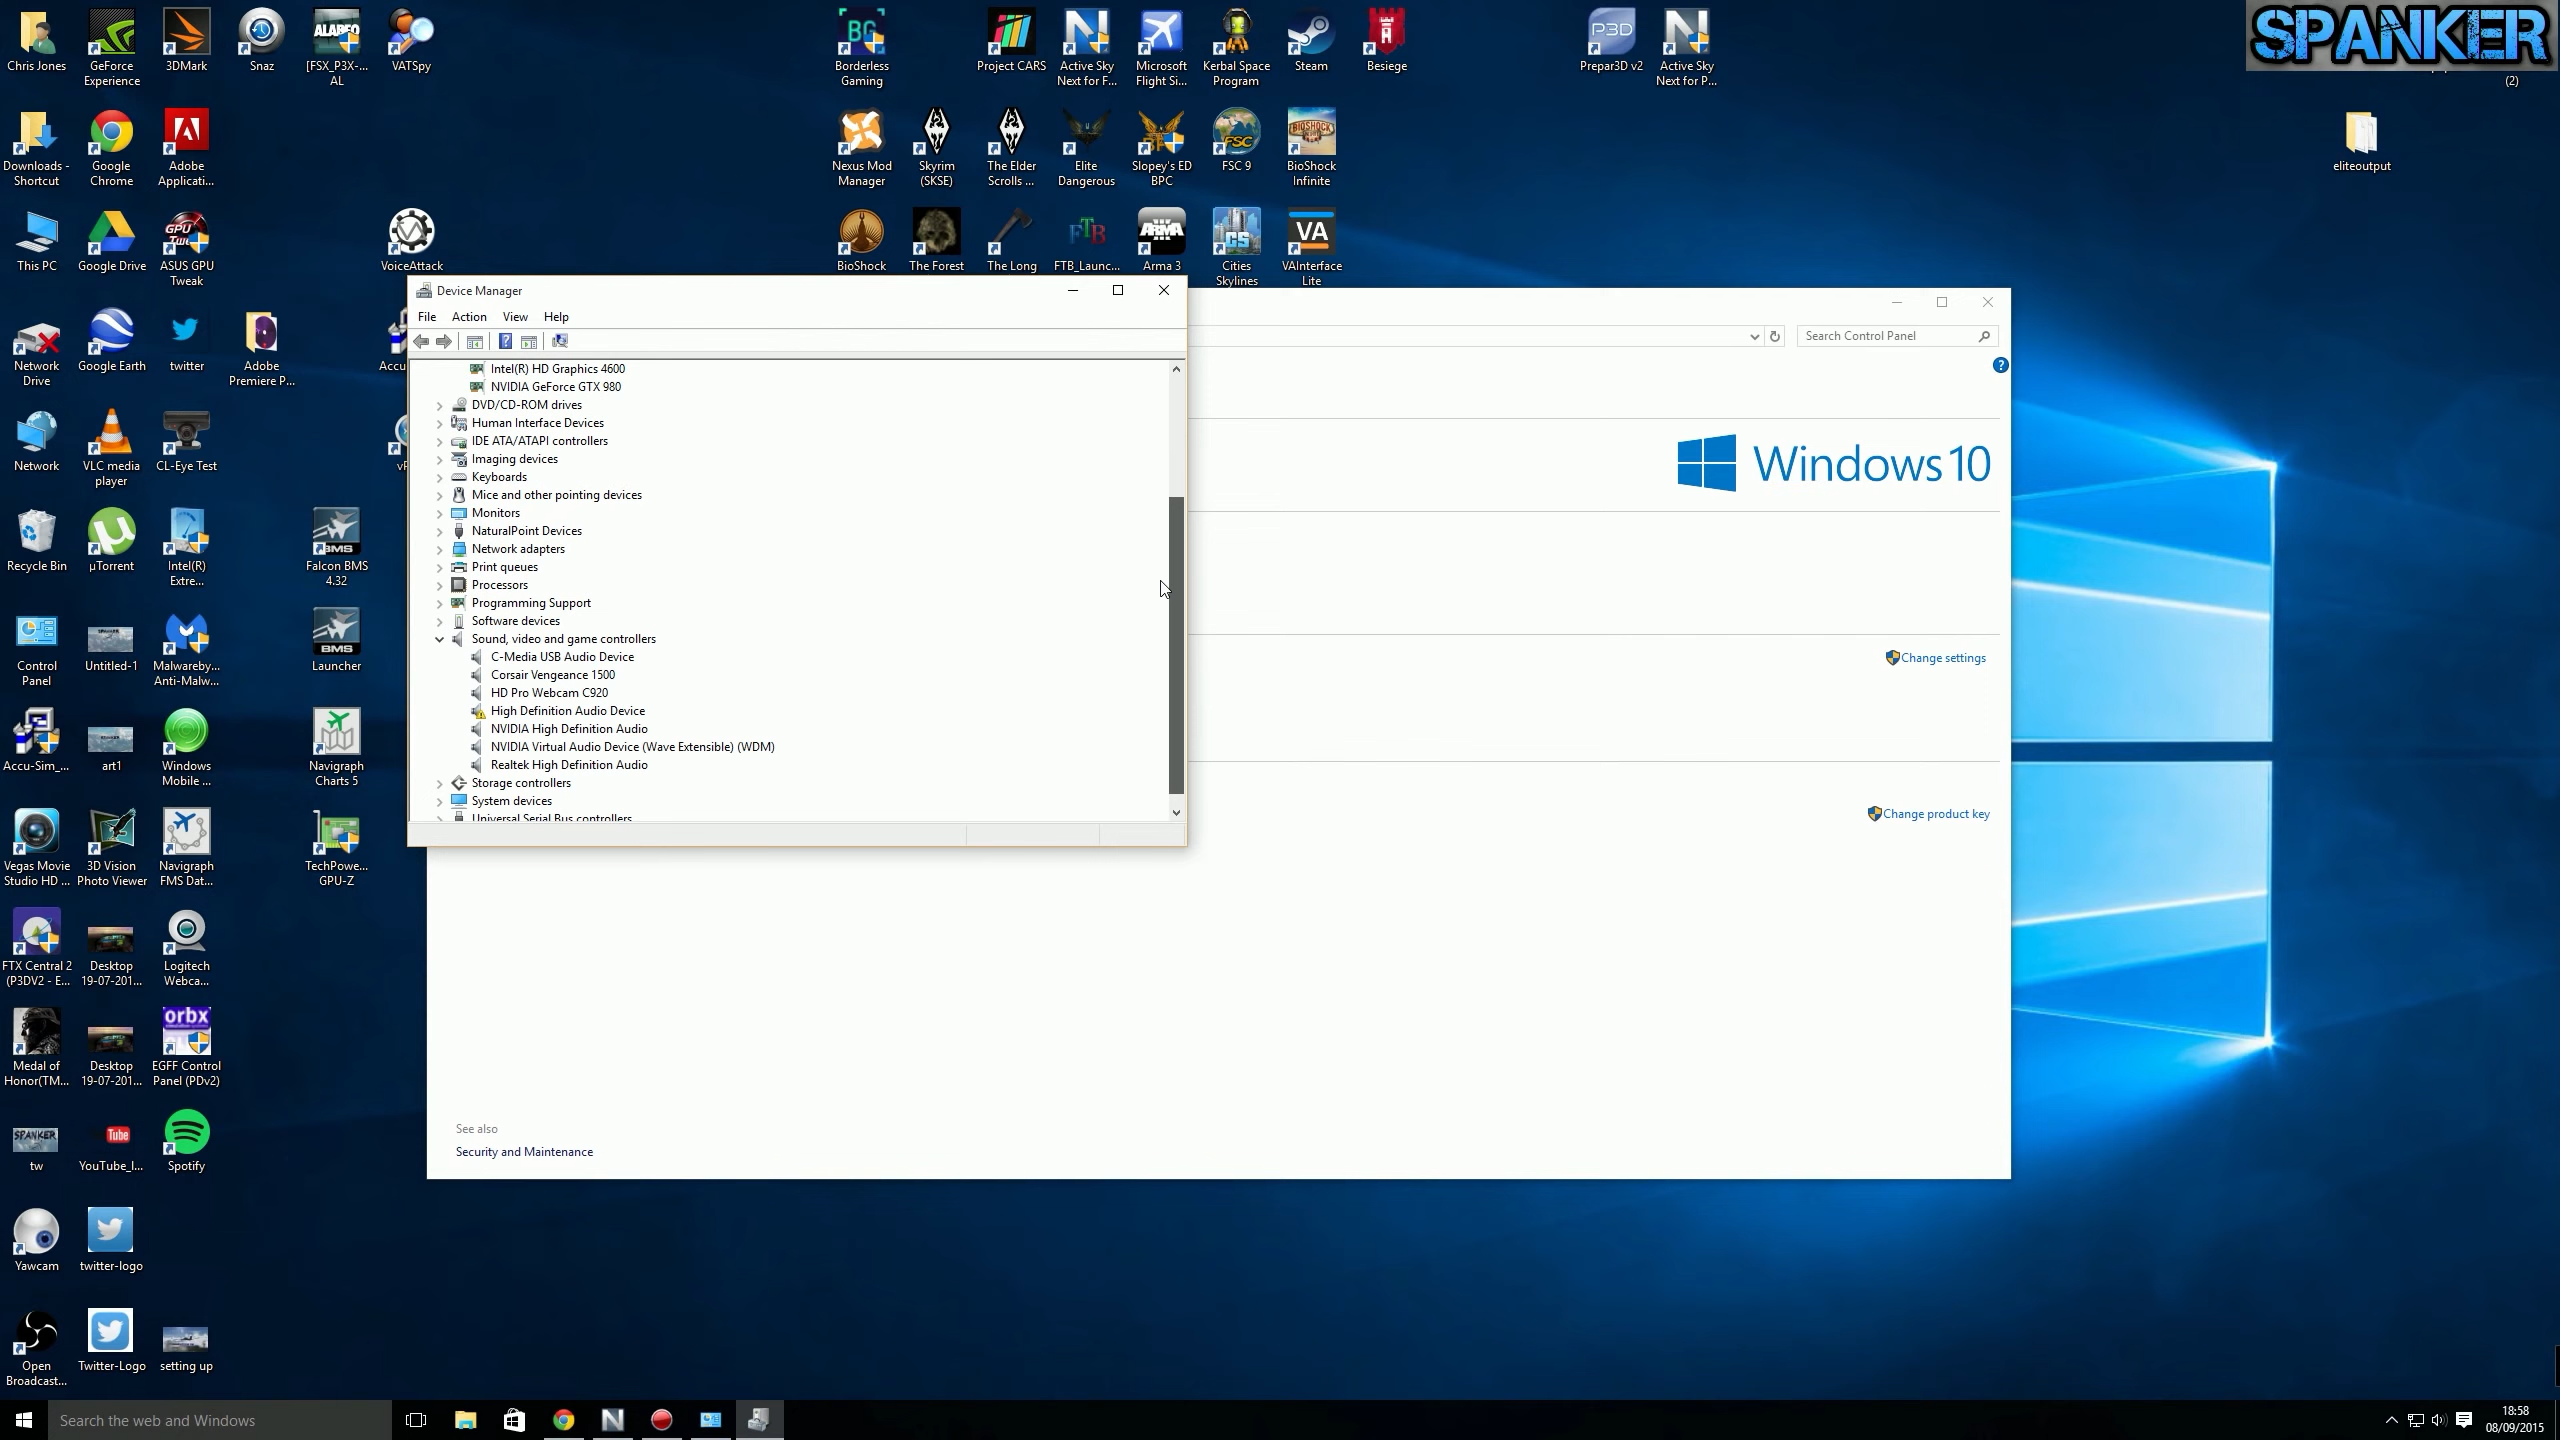 Chris Jones
GeForce
Experience
3DMark
Snaz
[FSX_P3X-...
AL
VATSpy
Borderless
Gaming
Project CARS
Active Sky
Next for F...
Microsoft
Flight Si...
Kerbal Space
Program
Steam
Besiege
Prepar3D v2
Active Sky
Next for P...
SPANKER
(2)
Downloads -
Shortcut
Google
Chrome
Adobe
Applicati...
Nexus Mod
Manager
Skyrim
(SKSE)
The Elder
Scrolls ...
Elite
Dangerous
Slopey's ED
BPC
FSC 9
BioShock
Infinite
eliteoutput
This PC
Google Drive
ASUS GPU
Tweak
VoiceAttack
BioShock
The Forest
The Long
FTB_Launc...
Arma 3
Cities
Skylines
VAInterface
Lite
Network
Drive
Google Earth
twitter
Adobe
Premiere P...
Accu
Network
VLC media
player
CL-Eye Test
Recycle Bin
µTorrent
Intel(R)
Extre...
Falcon BMS
4.32
Control
Panel
Untitled-1
Malwareby...
Anti-Malw...
Launcher
Accu-Sim_...
art1
Windows
Mobile ...
Navigraph
Charts 5
Vegas Movie
Studio HD ...
3D Vision
Photo Viewer
Navigraph
FMS Dat...
TechPowe...
GPU-Z
FTX Central 2
(P3DV2 - E...
Desktop
19-07-201...
Logitech
Webca...
Medal of
Honor(TM...
Desktop
19-07-201...
EGFF Control
Panel (PDv2)
tw
YouTube_l...
Spotify
Yawcam
twitter-logo
Open
Broadcast...
Twitter-Logo
setting up
Device Manager
File Action View Help
Intel(R) HD Graphics 4600
NVIDIA GeForce GTX 980
DVD/CD-ROM drives
Human Interface Devices
IDE ATA/ATAPI controllers
Imaging devices
Keyboards
Mice and other pointing devices
Monitors
NaturalPoint Devices
Network adapters
Print queues
Processors
Programming Support
Software devices
Sound, video and game controllers
C-Media USB Audio Device
Corsair Vengeance 1500
HD Pro Webcam C920
High Definition Audio Device
NVIDIA High Definition Audio
NVIDIA Virtual Audio Device (Wave Extensible) (WDM)
Realtek High Definition Audio
Storage controllers
System devices
Universal Serial Bus controllers
Search Control Panel
Windows 10
Change settings
Change product key
See also
Security and Maintenance
Search the web and Windows
18:58
08/09/2015